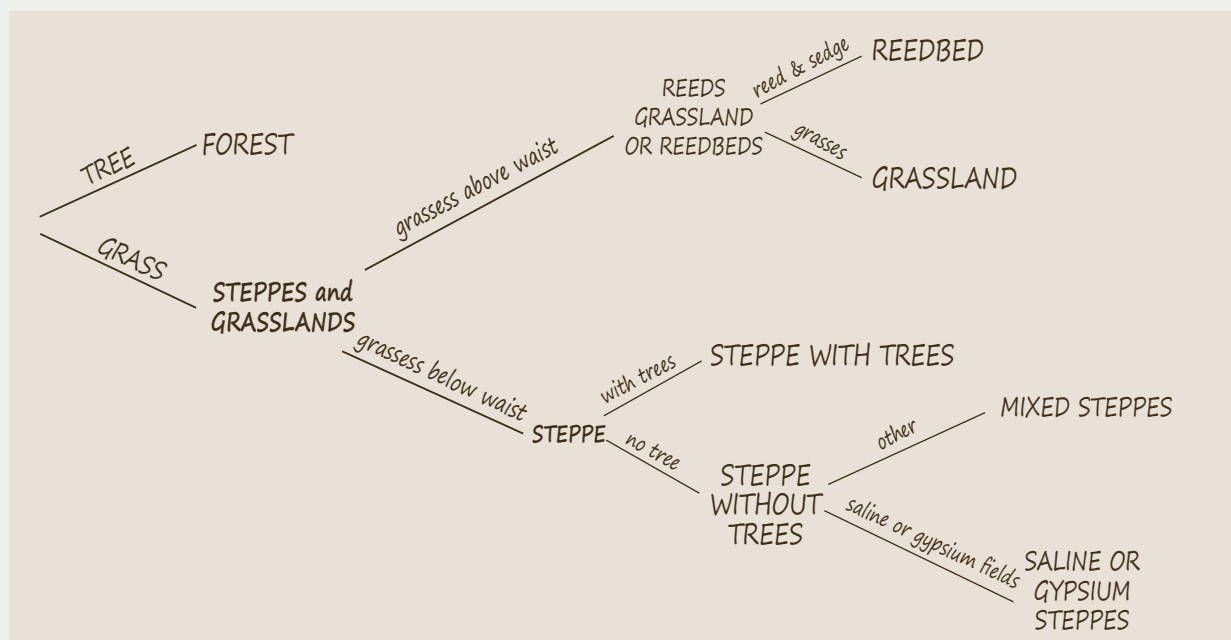 TREE
FOREST
GRASS
STEPPES and
GRASSLANDS
grassess above waist
REEDS
GRASSLAND
OR REEDBEDS
reed & sedge
REEDBED
grasses
GRASSLAND
grassess below waist
STEPPE
with trees
STEPPE WITH TREES
no tree
STEPPE
WITHOUT
TREES
other
MIXED STEPPES
saline or gypsium fields
SALINE OR
GYPSIUM
STEPPES